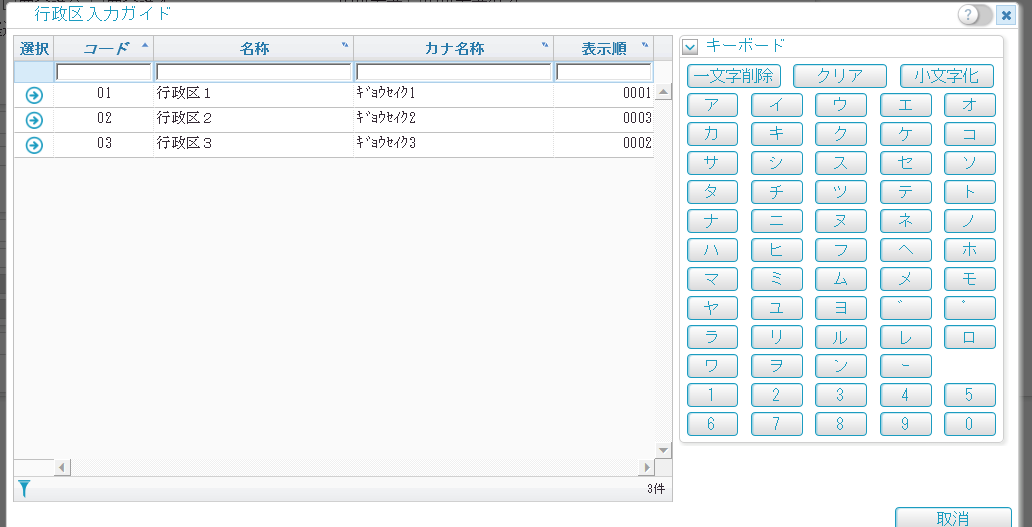 行政区入力ガイド
?
選択 コード 名称 カナ名称 表示順
01 行政区１ ｷﾞｮｳｾｲｸ1 0001
02 行政区２ ｷﾞｮｳｾｲｸ2 0003
03 行政区３ ｷﾞｮｳｾｲｸ3 0002
3件
キーボード
一文字削除 クリア 小文字化
ア イ ウ エ オ
カ キ ク ケ コ
サ シ ス セ ソ
タ チ ツ テ ト
ナ ニ ヌ ネ ノ
ハ ヒ フ ヘ ホ
マ ミ ム メ モ
ヤ ユ ヨ ゛ ゜
ラ リ ル レ ロ
ワ ヲ ン -
1 2 3 4 5
6 7 8 9 0
取消